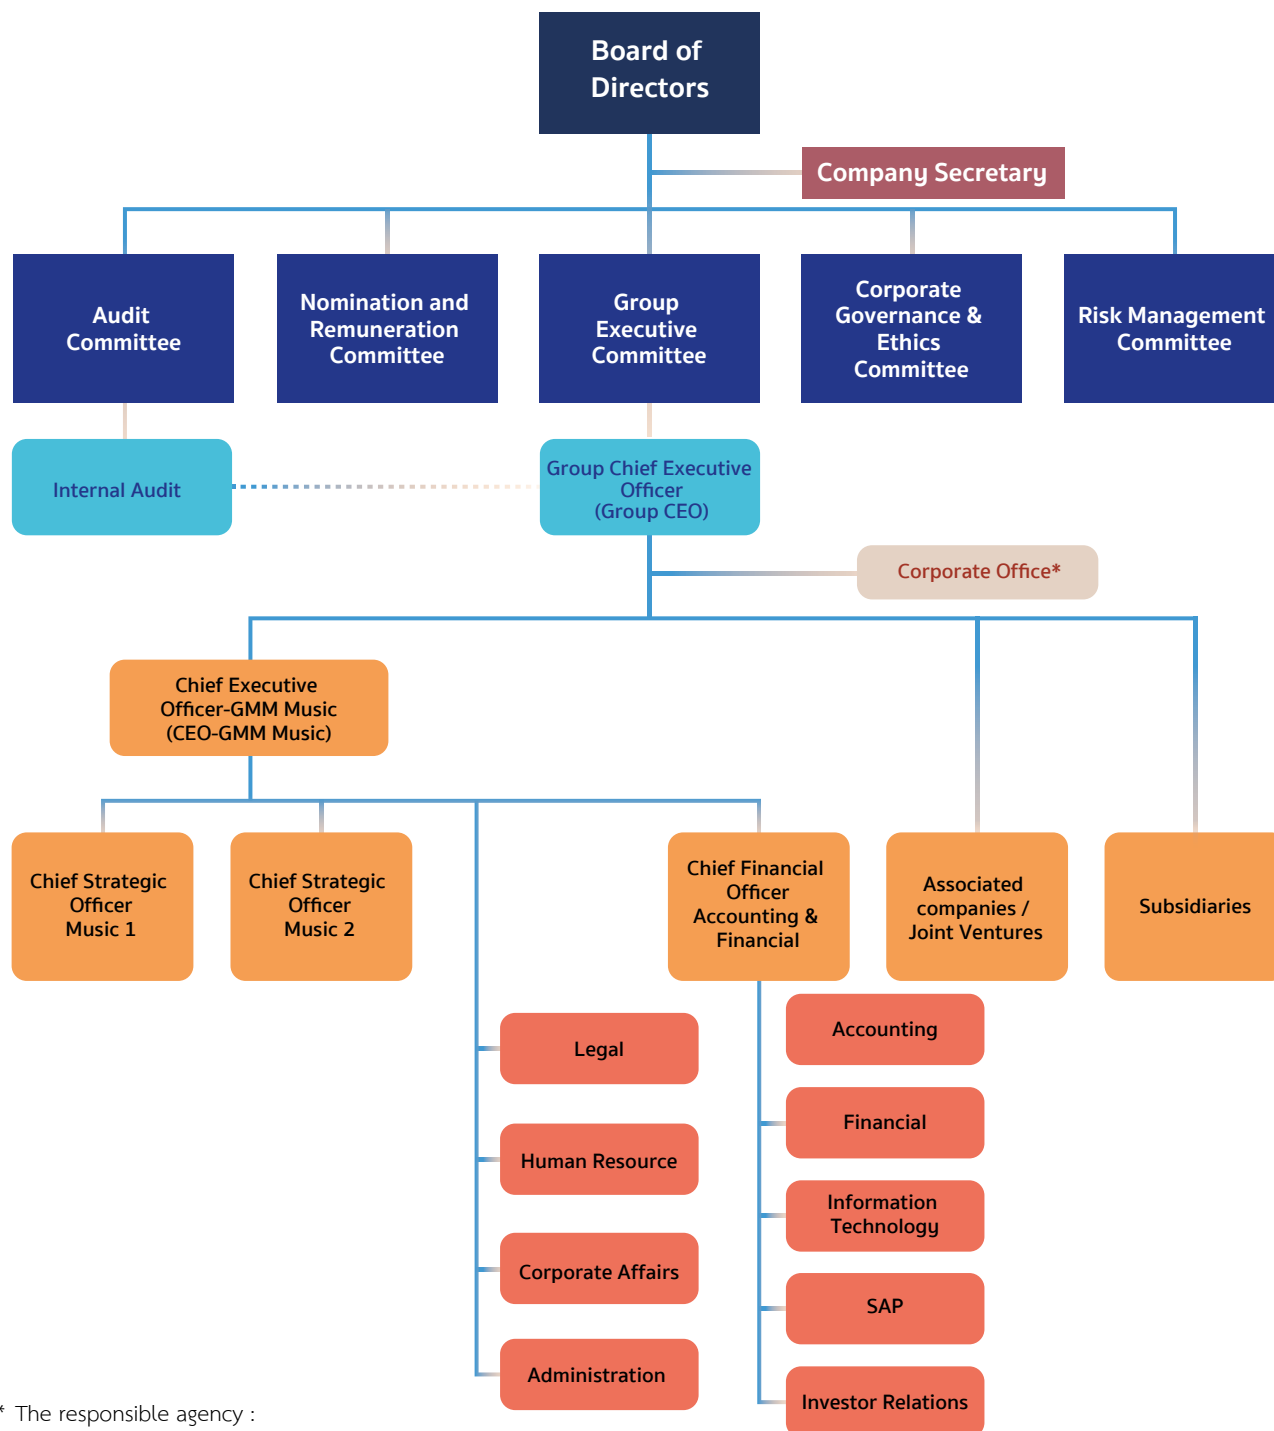 Board of
Directors
Company Secretary
Audit
Committee
Nomination and
Remuneration
Committee
Group
Executive
Committee
Corporate
Governance &
Ethics
Committee
Risk Management
Committee
Internal Audit
Group Chief Executive
Officer
(Group CEO)
Corporate Office*
Chief Executive
Officer-GMM Music
(CEO-GMM Music)
Chief Strategic
Officer
Music 1
Chief Strategic
Officer
Music 2
Chief Financial
Officer
Accounting &
Financial
Associated
companies /
Joint Ventures
Subsidiaries
Legal
Human Resource
Corporate Affairs
Administration
Accounting
Financial
Information
Technology
SAP
Investor Relations
* The responsible agency :